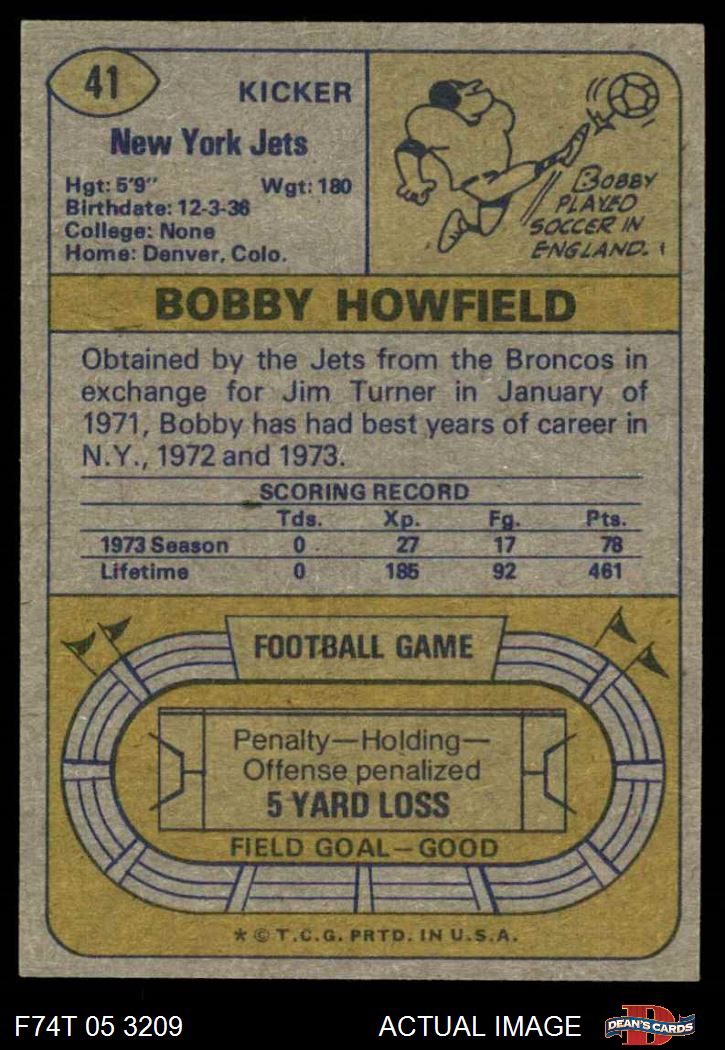 41
KICKER
New York Jets
Hgt: 5'9" Wgt: 180
Birthdate: 12-3-36
College: None
Home: Denver, Colo.
BOBBY
PLAYED
SOCCER IN
ENGLAND.
BOBBY HOWFIELD
Obtained by the Jets from the Broncos in
exchange for Jim Turner in January of
1971, Bobby has had best years of career in
N.Y., 1972 and 1973.
SCORING RECORD
Tds. Xp. Fg. Pts.
1973 Season 0 27 17 78
Lifetime 0 185 92 461
FOOTBALL GAME
Penalty—Holding—
Offense penalized
5 YARD LOSS
FIELD GOAL—GOOD
* © T.C.G. PRTD. IN U.S.A.
F74T 05 3209 ACTUAL IMAGE
D
DEAN'S CARDS